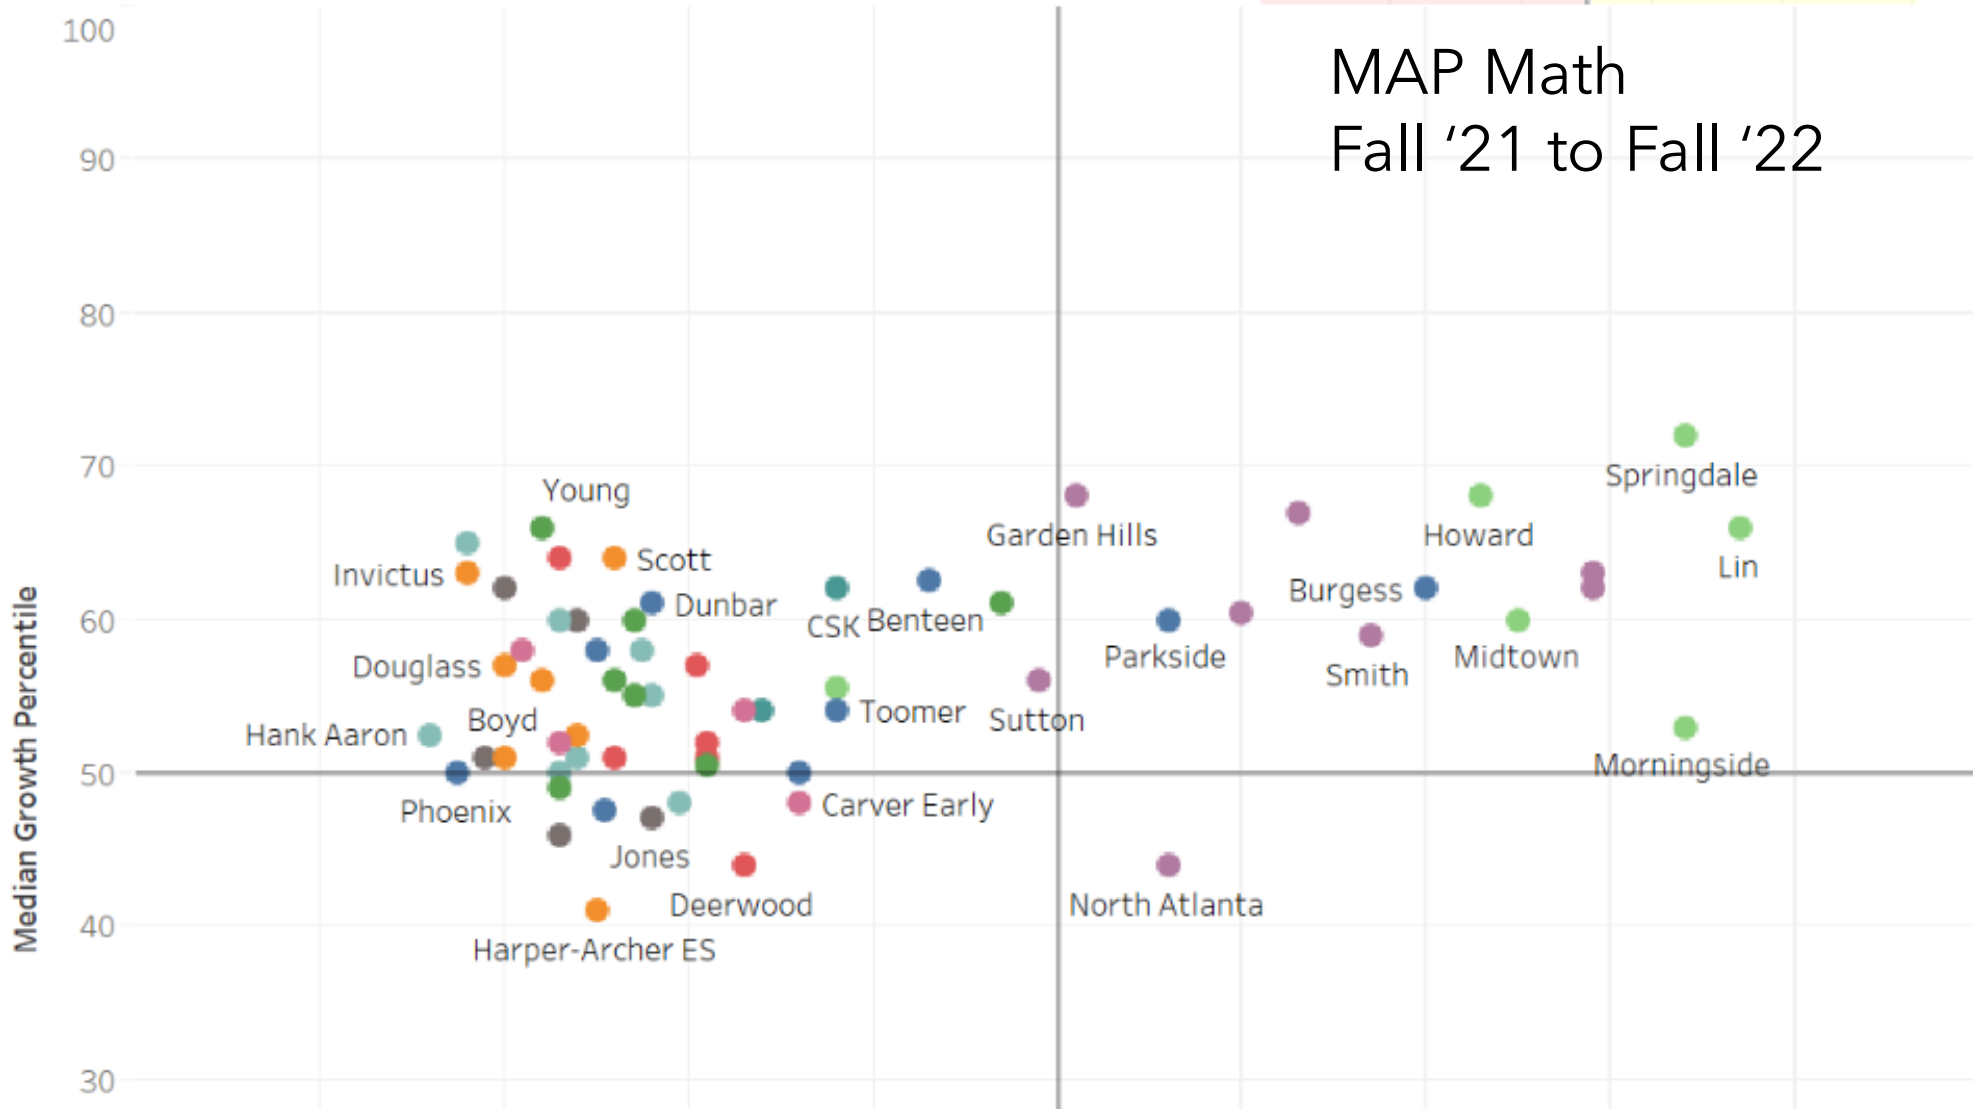 100
MAP Math
Fall ‘21 to Fall ‘22
90
80
70
Springdale
Young
Garden Hills
Howard
Scott
Lin
Invictus
Burgess
Dunbar
60
CSK
Benteen
Parkside
Midtown
Douglass
Smith
Toomer
Boyd
Sutton
Hank Aaron
Morningside
50
Carver Early
Phoenix
Jones
Deerwood
North Atlanta
40
Harper-Archer ES
30
Median Growth Percentile